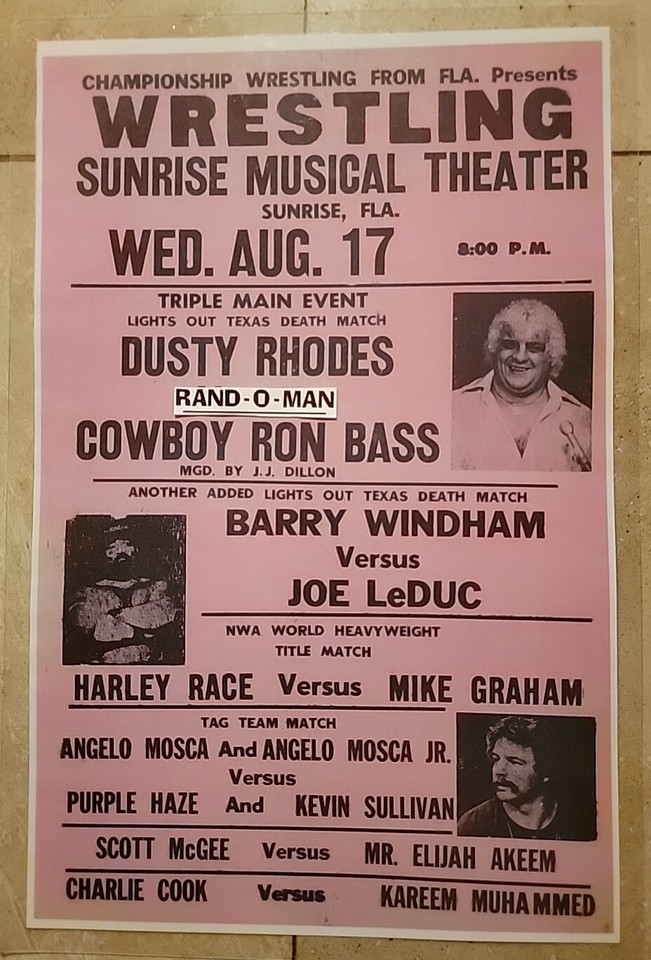 CHAMPIONSHIP WRESTLING FROM FLA. Presents
WRESTLING
SUNRISE MUSICAL THEATER
SUNRISE, FLA.
WED. AUG. 17 8:00 P.M.
TRIPLE MAIN EVENT
LIGHTS OUT TEXAS DEATH MATCH
DUSTY RHODES
RAND-O-MAN
COWBOY RON BASS
MGD. BY J.J. DILLON
ANOTHER ADDED LIGHTS OUT TEXAS DEATH MATCH
BARRY WINDHAM
Versus
JOE LeDUC
NWA WORLD HEAVYWEIGHT
TITLE MATCH
HARLEY RACE Versus MIKE GRAHAM
TAG TEAM MATCH
ANGELO MOSCA And ANGELO MOSCA JR.
Versus
PURPLE HAZE And KEVIN SULLIVAN
SCOTT McGEE Versus MR. ELIJAH AKEEM
CHARLIE COOK Versus KAREEM MUHAMMED